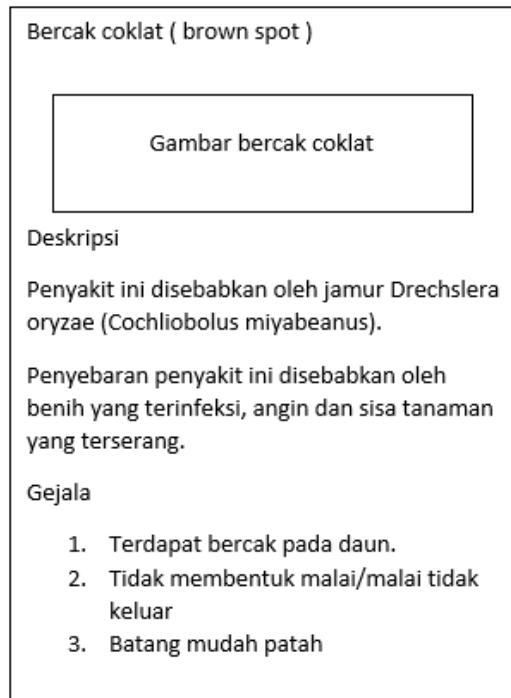 Bercak coklat ( brown spot )
Gambar bercak coklat
Deskripsi
Penyakit ini disebabkan oleh jamur Drechslera
oryzae (Cochliobolus miyabeanus).
Penyebaran penyakit ini disebabkan oleh
benih yang terinfeksi, angin dan sisa tanaman
yang terserang.
Gejala
1. Terdapat bercak pada daun.
2. Tidak membentuk malai/malai tidak
keluar
3. Batang mudah patah